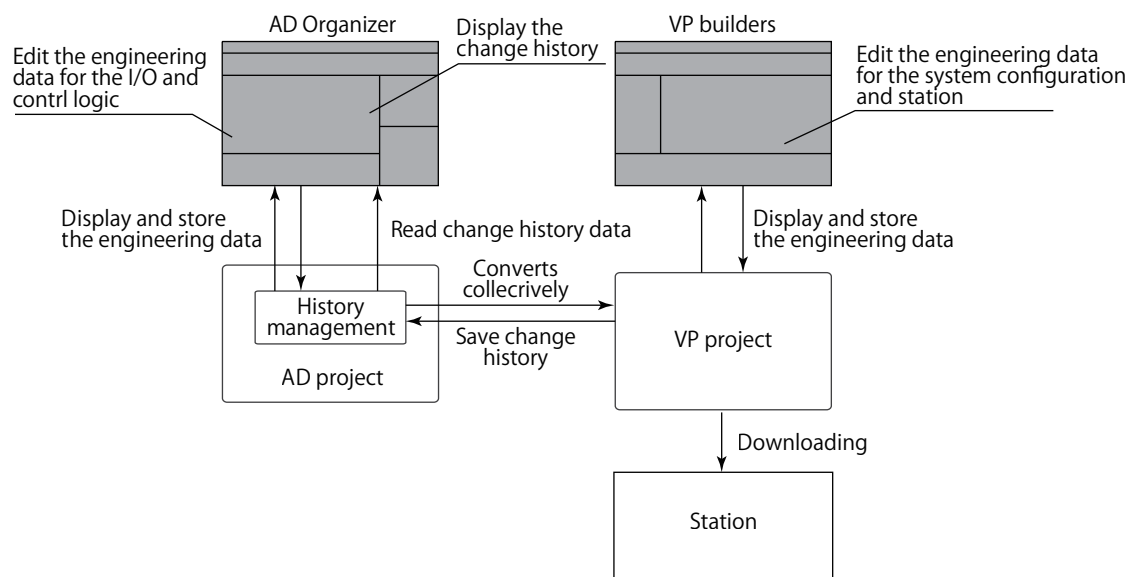 AD Organizer
Display the
change history
VP builders
Edit the engineering
data for the I/O and
contrl logic
Edit the engineering data
for the system configuration
and station
Display and store
the engineering data
Read change history data
Display and store
the engineering data
Converts
collecrively
History
management
Save change
history
AD project
VP project
Downloading
Station